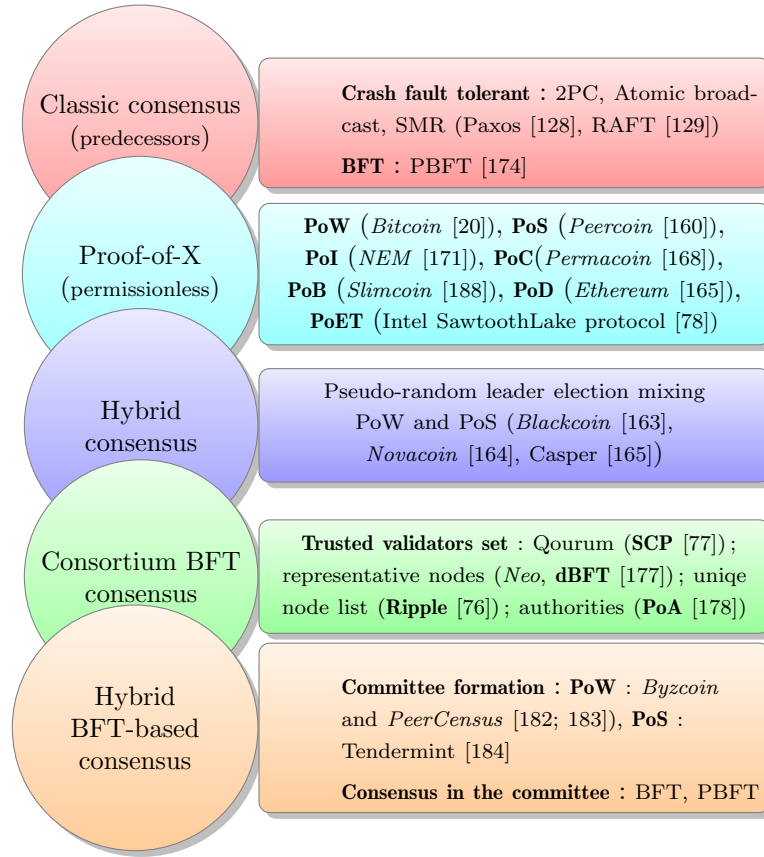 Classic consensus
(predecessors)
Crash fault tolerant : 2PC, Atomic broad-
cast, SMR (Paxos [128], RAFT [129])
BFT : PBFT [174]
Proof-of-X
(permissionless)
PoW (Bitcoin [20]), PoS (Peercoin [160]),
PoI (NEM [171]), PoC(Permacoin [168]),
PoB (Slimcoin [188]), PoD (Ethereum [165]),
PoET (Intel SawtoothLake protocol [78])
Hybrid
consensus
Pseudo-random leader election mixing
PoW and PoS (Blackcoin [163],
Novacoin [164], Casper [165])
Consortium BFT
consensus
Trusted validators set : Qourum (SCP [77]) ;
representative nodes (Neo, dBFT [177]) ; uniqe
node list (Ripple [76]) ; authorities (PoA [178])
Hybrid
BFT-based
consensus
Committee formation : PoW : Byzcoin
and PeerCensus [182; 183]), PoS :
Tendermint [184]
Consensus in the committee : BFT, PBFT